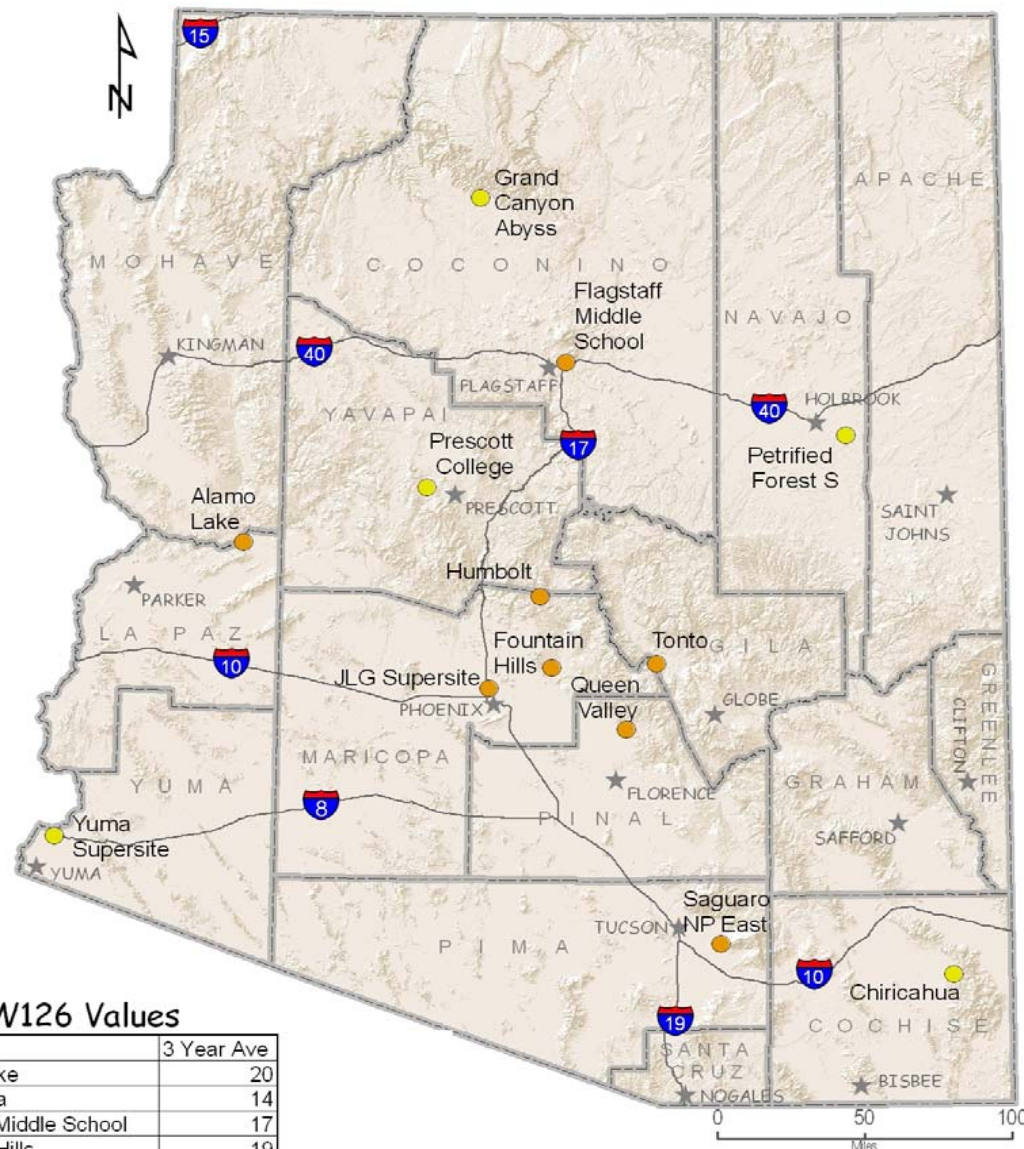 15
N
Grand
Canyon
Abyss
APACHE
MOHAVE
COCONINO
Flagstaff
Middle
School
NAVAJO
KINGMAN
40
FLAGSTAFF
40
HOLBROOK
YAVAPAI
17
Prescott
College
Petrified
Forest S
PRESCOTT
Alamo
Lake
SAINT
JOHNS
Humbolt
PARKER
LA PAZ
Fountain
Hills
Tonto
GILA
10
JLG Supersite
Queen
Valley
PHOENIX
GLOBE
GREENLEE
CLIFTON
MARICOPA
YUMA
8
FLORENCE
GRAHAM
PINAL
Yuma
Supersite
SAFFORD
YUMA
Saguaro
NP East
TUCSON
PIMA
10
Chiricahua
COCHISE
19
SANTA
CRUZ
BISBEE
NOGALES
0 50 100
Miles
W126 Values
3 Year Ave
ke 20
a 14
Middle School 17
Hills 19